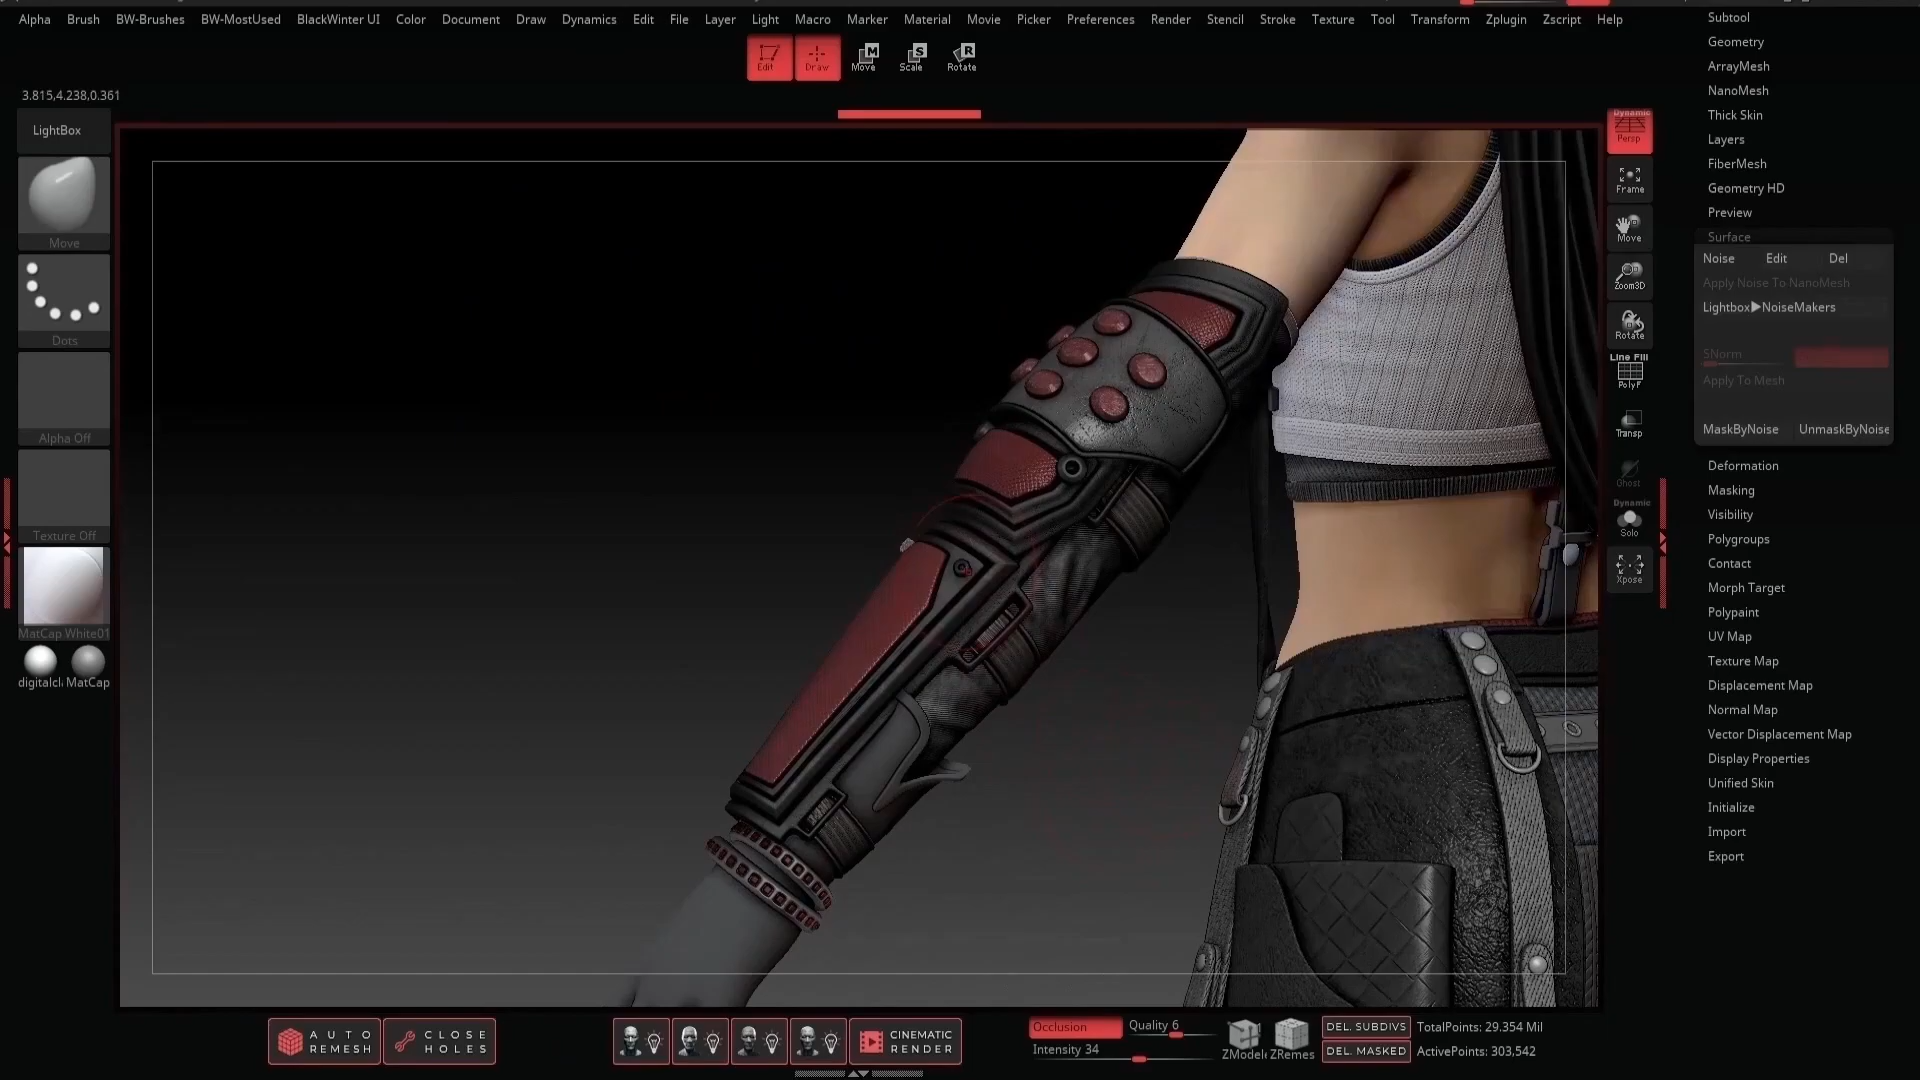 Alpha Brush BW-Brushes BW-MostUsed BlackWinter UI Color Document Draw Dynamics Edit File Layer Light Macro Marker Material Movie Picker Preferences Render Stencil Stroke Texture Tool Transform Zplugin Zscript Help
Edit Draw Move Scale Rotate
M S R
3.815,4.238,0.361
LightBox
Move
Dots
Alpha Off
Texture Off
MatCap White01
digitalcl MatCap
Dynamic
Persp
Frame
Move
Zoom3D
Rotate
Line Fill
PolyF
Transp
Ghost
Dynamic
Solo
Xpose
Subtool
Geometry
ArrayMesh
NanoMesh
Thick Skin
Layers
FiberMesh
Geometry HD
Preview
Surface
Noise Edit Del
Apply Noise To NanoMesh
Lightbox▶NoiseMakers
SNorm
Apply To Mesh
MaskByNoise UnmaskByNoise
Deformation
Masking
Visibility
Polygroups
Contact
Morph Target
Polypaint
UV Map
Texture Map
Displacement Map
Normal Map
Vector Displacement Map
Display Properties
Unified Skin
Initialize
Import
Export
AUTO
REMESH
CLOSE
HOLES
CINEMATIC
RENDER
Occlusion Quality 6
Intensity 34
ZModel ZRemes
DEL. SUBDIVS TotalPoints: 29.354 Mil
DEL. MASKED ActivePoints: 303,542